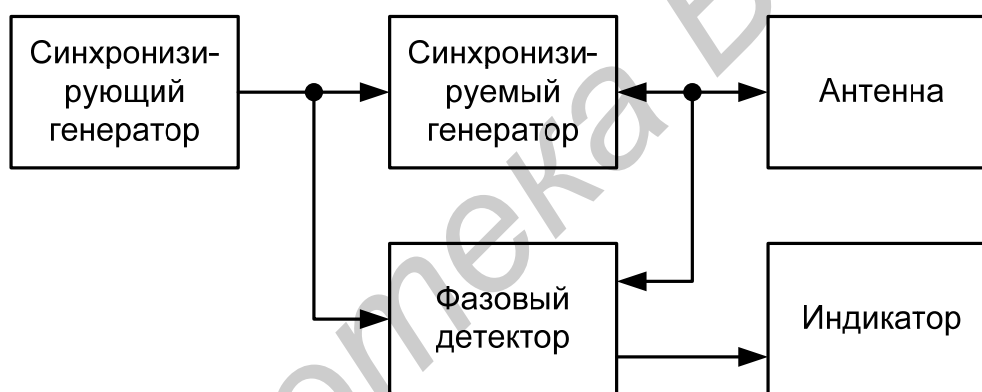 Синхронизи-
рующий
генератор
Синхронизи-
руемый
генератор
Антенна
Фазовый
детектор
Индикатор